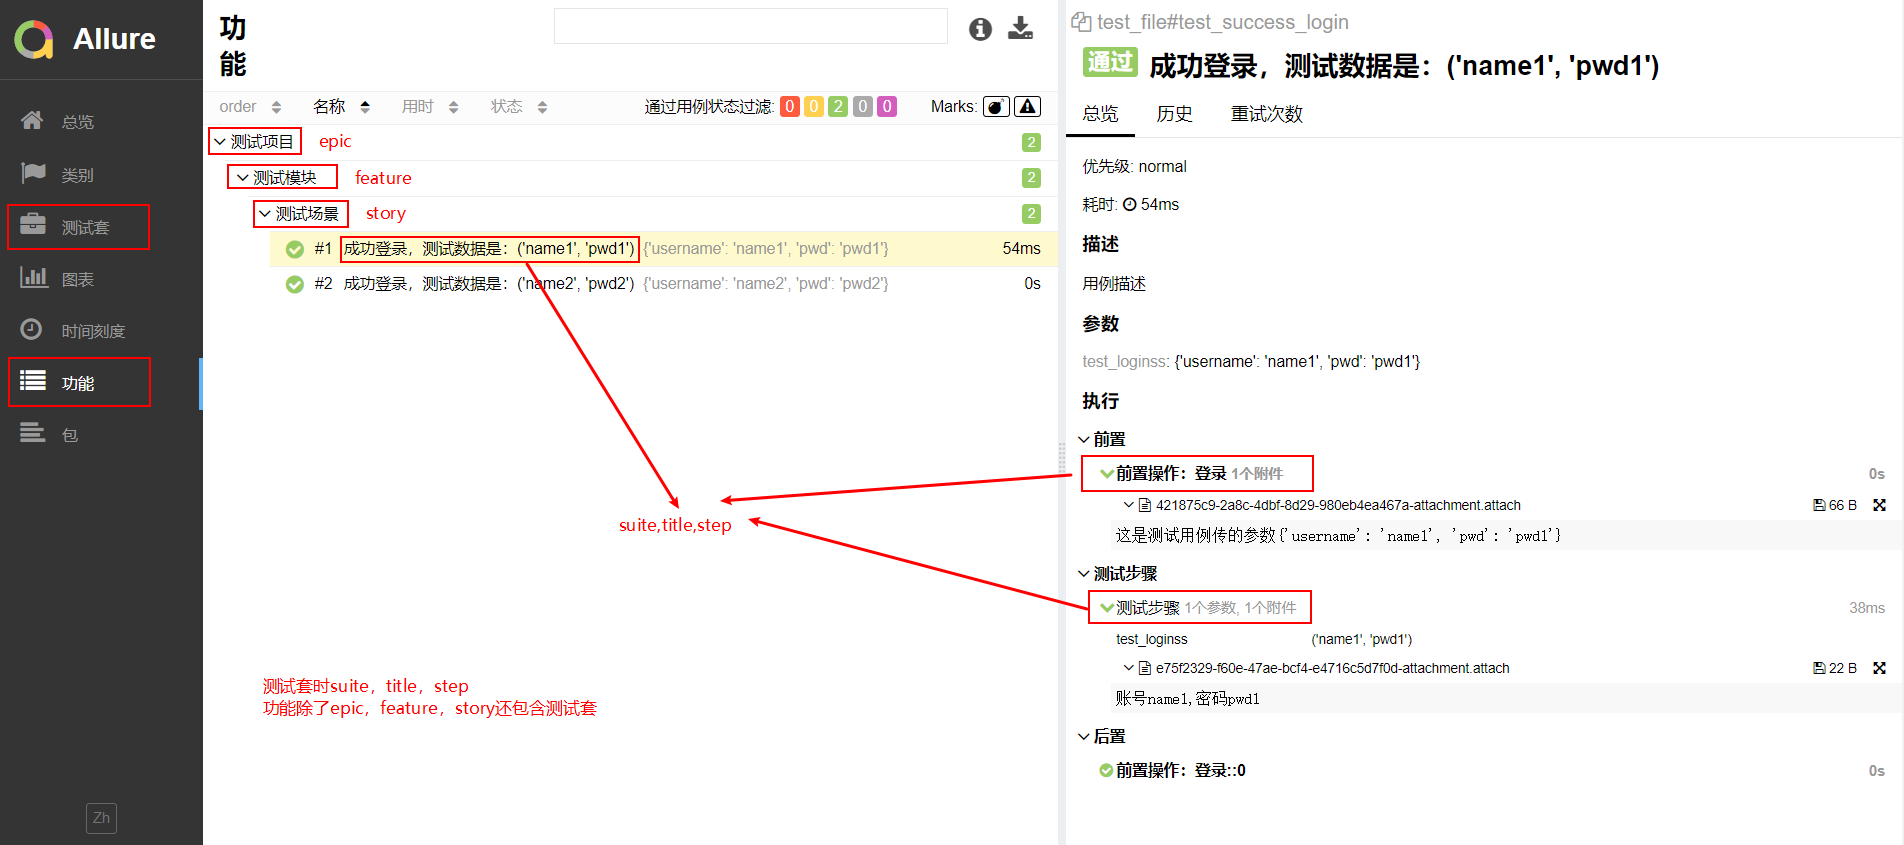 Allure
总览
类别
测试套
图表
时间刻度
功能
包
Zh
功
能
order 名称 用时 状态 通过用例状态过滤: 0 0 2 0 0 Marks:
测试项目 epic 2
测试模块 feature 2
测试场景 story 2
#1 成功登录，测试数据是：('name1', 'pwd1') {'username': 'name1', 'pwd': 'pwd1'} 54ms
#2 成功登录，测试数据是：('name2', 'pwd2') {'username': 'name2', 'pwd': 'pwd2'} 0s
suite,title,step
测试套时suite，title，step
功能除了epic，feature，story还包含测试套
test_file#test_success_login
通过 成功登录，测试数据是：('name1', 'pwd1')
总览 历史 重试次数
优先级: normal
耗时: 54ms
描述
用例描述
参数
test_loginss: {'username': 'name1', 'pwd': 'pwd1'}
执行
前置
前置操作：登录 1个附件 0s
421875c9-2a8c-4dbf-8d29-980eb4ea467a-attachment.attach 66 B
这是测试用例传的参数{'username': 'name1', 'pwd': 'pwd1'}
测试步骤
测试步骤 1个参数, 1个附件 38ms
test_loginss ('name1', 'pwd1')
e75f2329-f60e-47ae-bcf4-e4716c5d7f0d-attachment.attach 22 B
账号name1,密码pwd1
后置
前置操作：登录::0 0s